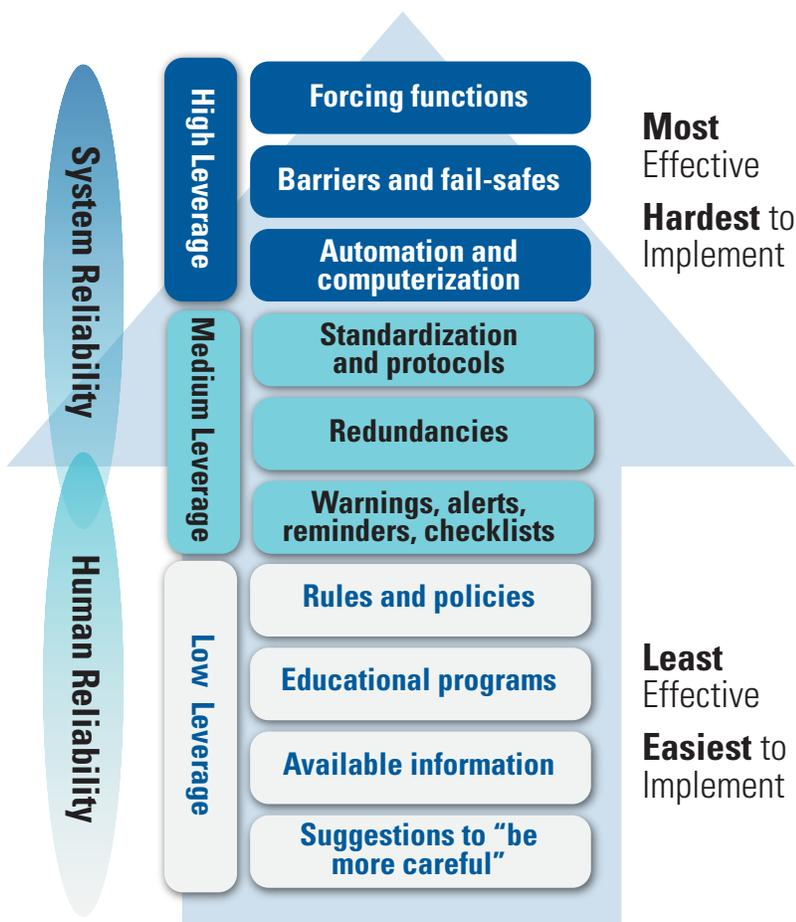 System Reliability
Human Reliability
High Leverage
Forcing functions
Barriers and fail-safes
Automation and
computerization
Medium Leverage
Standardization
and protocols
Redundancies
Warnings, alerts,
reminders, checklists
Low Leverage
Rules and policies
Educational programs
Available information
Suggestions to “be
more careful”
Most
Effective
Hardest to
Implement
Least
Effective
Easiest to
Implement